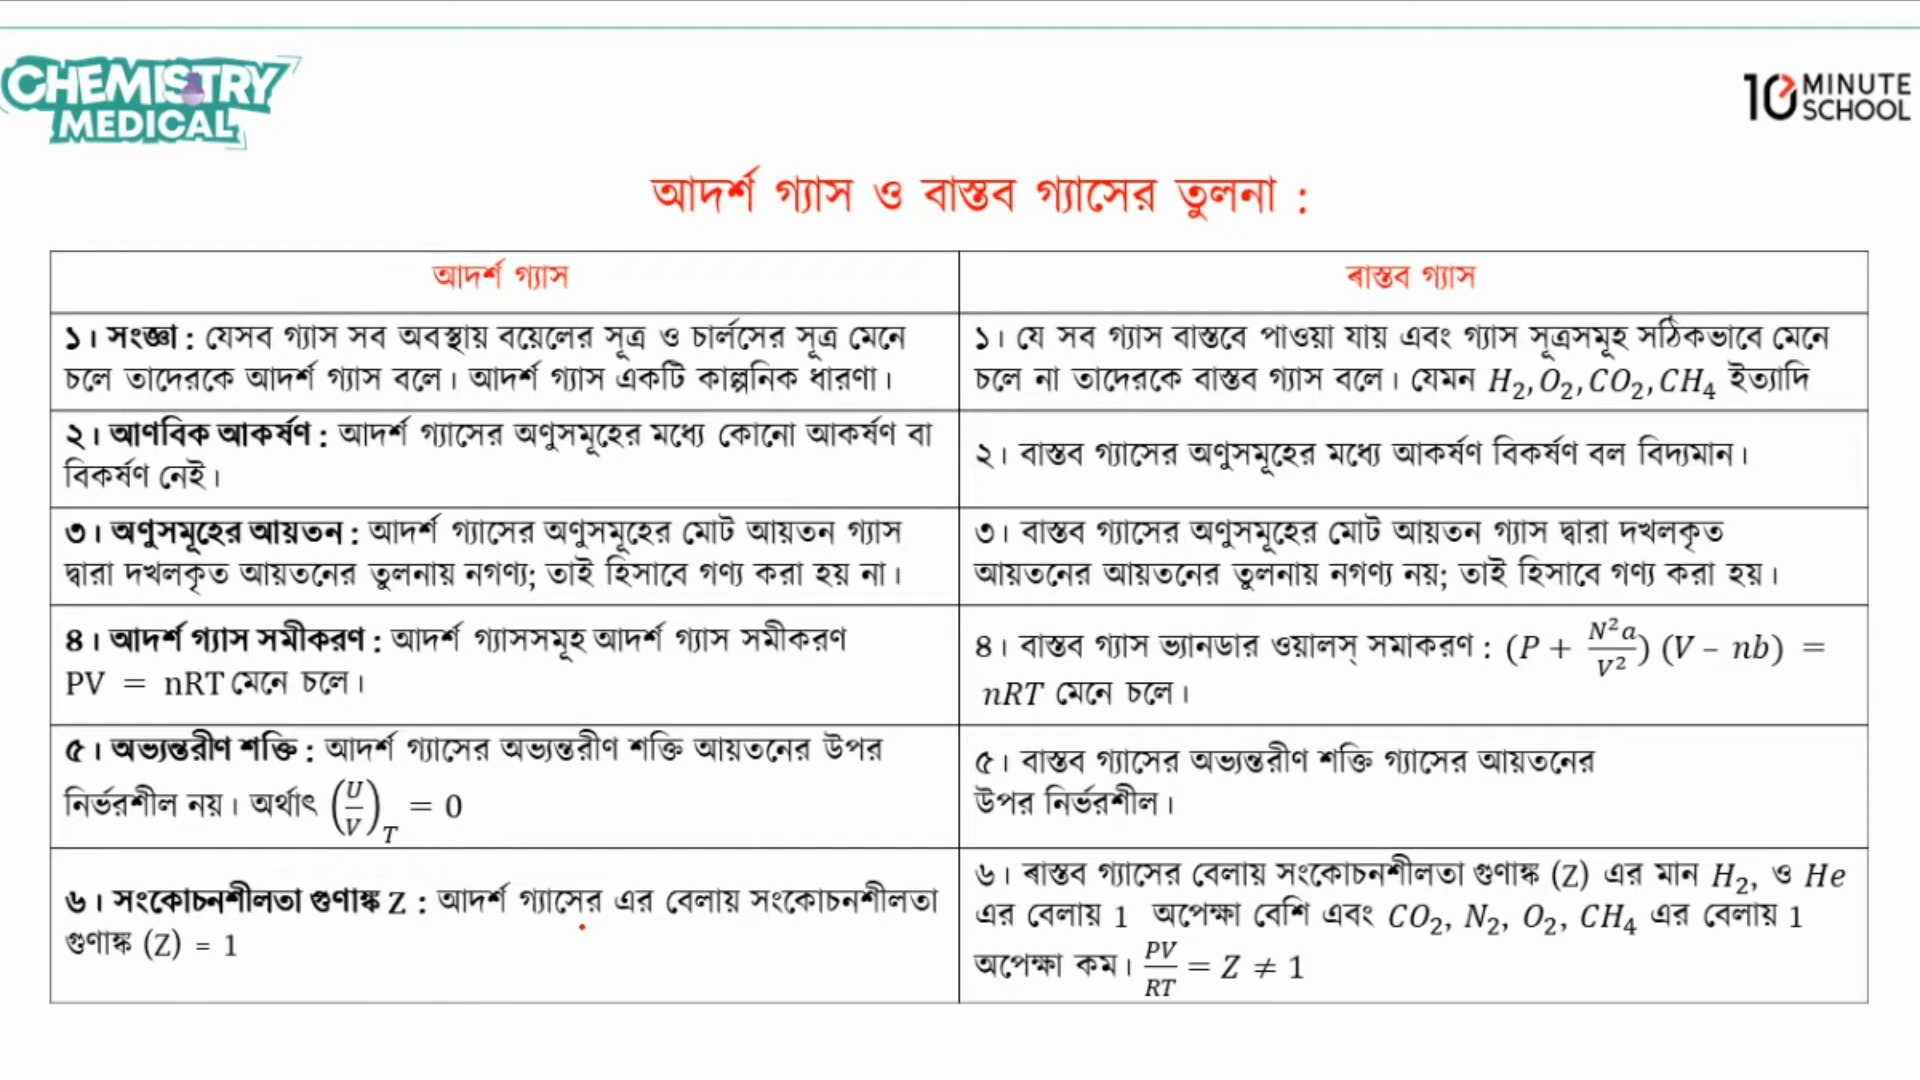 CHEMISTRY
MEDICAL
10 MINUTE
SCHOOL
আদর্শ গ্যাস ও বাস্তব গ্যাসের তুলনা :
আদর্শ গ্যাস
ৰাস্তব গ্যাস
১। সংজ্ঞা : যেসব গ্যাস সব অবস্থায় বয়েলের সূত্র ও চার্লসের সূত্র মেনে
চলে তাদেরকে আদর্শ গ্যাস বলে। আদর্শ গ্যাস একটি কাল্পনিক ধারণা।
১। যে সব গ্যাস বাস্তবে পাওয়া যায় এবং গ্যাস সূত্রসমূহ সঠিকভাবে মেনে
চলে না তাদেরকে বাস্তব গ্যাস বলে। যেমন H₂, O₂, CO₂, CH₄ ইত্যাদি
২। আণবিক আকর্ষণ : আদর্শ গ্যাসের অণুসমূহের মধ্যে কোনো আকর্ষণ বা
বিকর্ষণ নেই।
২। বাস্তব গ্যাসের অণুসমূহের মধ্যে আকর্ষণ বিকর্ষণ বল বিদ্যমান।
৩। অণুসমূহের আয়তন : আদর্শ গ্যাসের অণুসমূহের মোট আয়তন গ্যাস
দ্বারা দখলকৃত আয়তনের তুলনায় নগণ্য; তাই হিসাবে গণ্য করা হয় না।
৩। বাস্তব গ্যাসের অণুসমূহের মোট আয়তন গ্যাস দ্বারা দখলকৃত
আয়তনের আয়তনের তুলনায় নগণ্য নয়; তাই হিসাবে গণ্য করা হয়।
৪। আদর্শ গ্যাস সমীকরণ : আদর্শ গ্যাসসমূহ আদর্শ গ্যাস সমীকরণ
PV = nRT মেনে চলে।
৪। বাস্তব গ্যাস ভ্যানডার ওয়ালস্ সমাকরণ : (P + N²a/V²) (V – nb) =
nRT মেনে চলে।
৫। অভ্যন্তরীণ শক্তি : আদর্শ গ্যাসের অভ্যন্তরীণ শক্তি আয়তনের উপর
নির্ভরশীল নয়। অর্থাৎ (U/V)_T = 0
৫। বাস্তব গ্যাসের অভ্যন্তরীণ শক্তি গ্যাসের আয়তনের
উপর নির্ভরশীল।
৬। সংকোচনশীলতা গুণাঙ্ক Z : আদর্শ গ্যাসের এর বেলায় সংকোচনশীলতা
গুণাঙ্ক (Z) = 1
৬। ৰাস্তব গ্যাসের বেলায় সংকোচনশীলতা গুণাঙ্ক (Z) এর মান H₂, ও He
এর বেলায় 1 অপেক্ষা বেশি এবং CO₂, N₂, O₂, CH₄ এর বেলায় 1
অপেক্ষা কম। PV/RT = Z ≠ 1